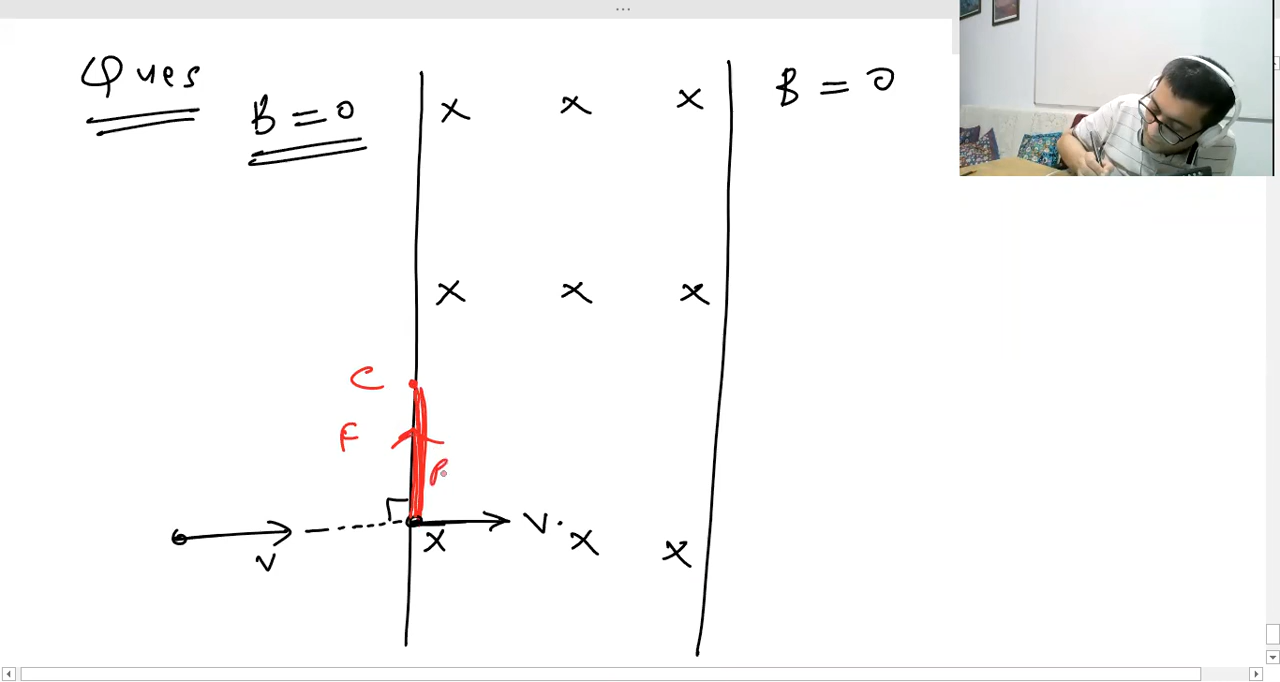 Ques
B = 0
B = 0
x x x
x x x
C
F
R
V
V.
x x x